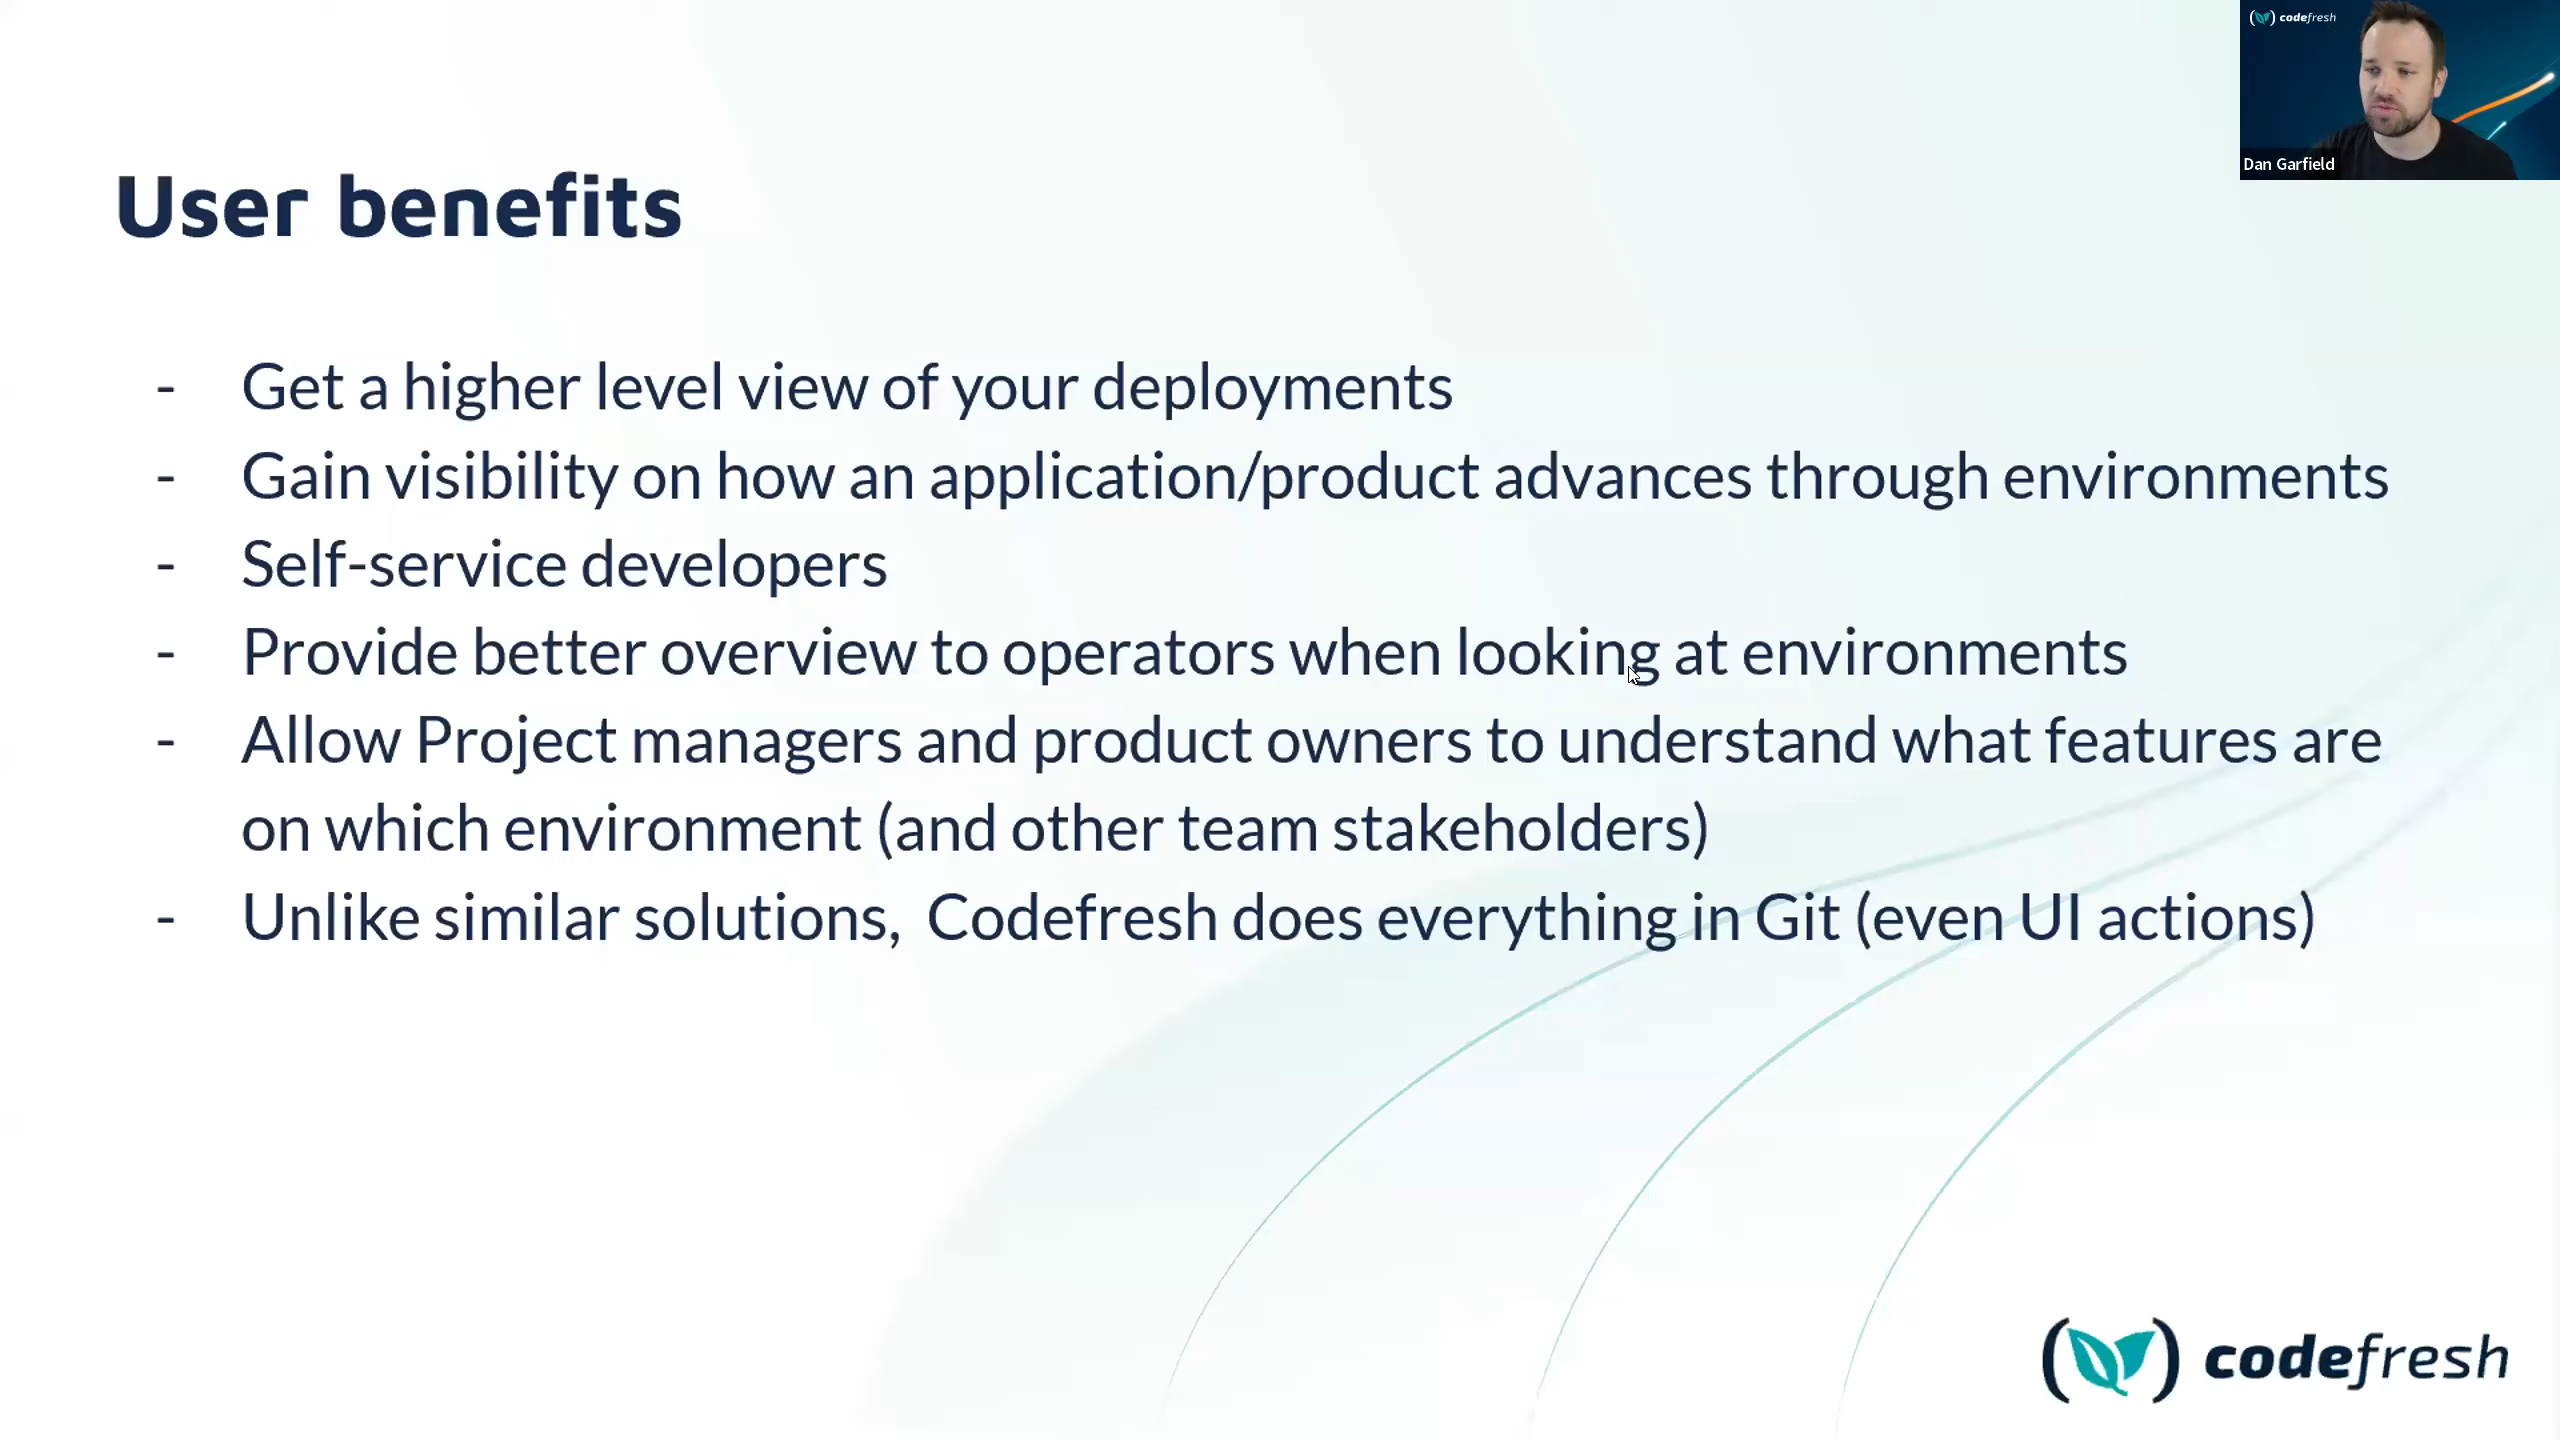 codefresh
Dan Garfield
User benefits
- Get a higher level view of your deployments
- Gain visibility on how an application/product advances through environments
- Self-service developers
- Provide better overview to operators when looking at environments
- Allow Project managers and product owners to understand what features are
on which environment (and other team stakeholders)
- Unlike similar solutions,  Codefresh does everything in Git (even UI actions)
codefresh